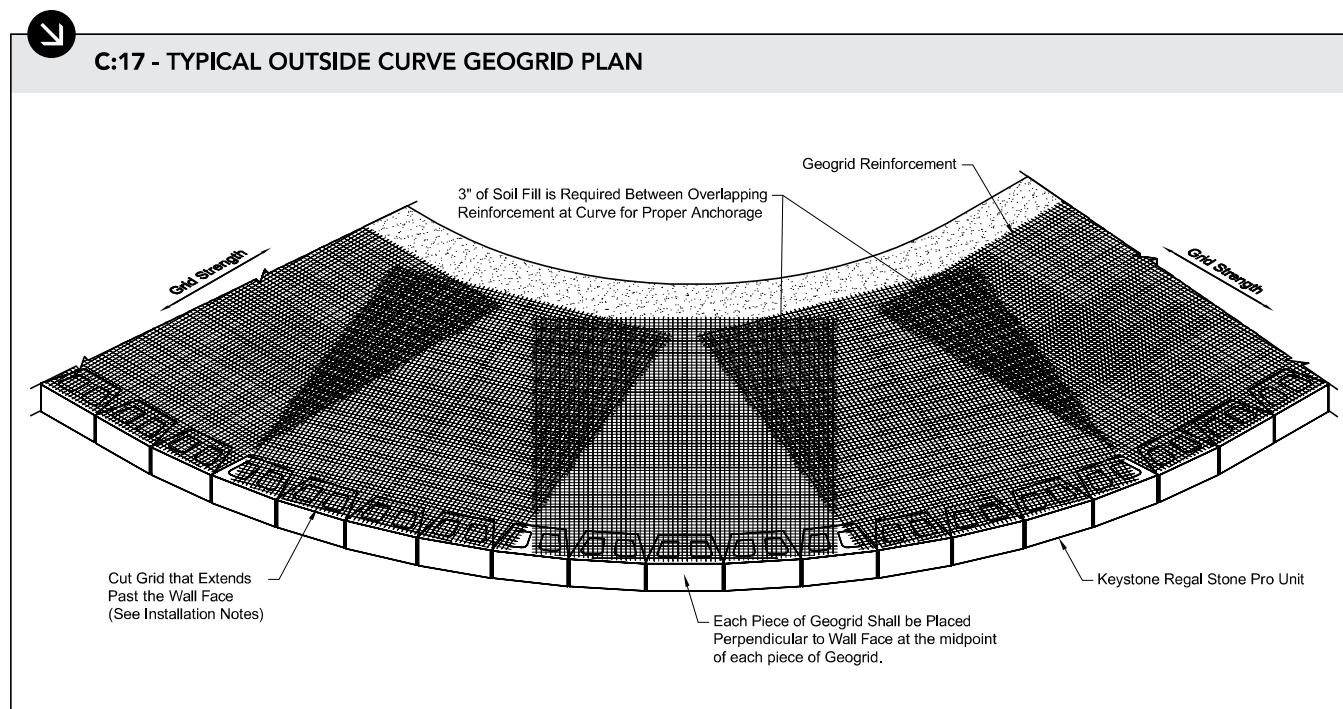 C:17 - TYPICAL OUTSIDE CURVE GEOGRID PLAN
Geogrid Reinforcement
3" of Soil Fill is Required Between Overlapping
Reinforcement at Curve for Proper Anchorage
Grid Strength
Grid Strength
Cut Grid that Extends
Past the Wall Face
(See Installation Notes)
Keystone Regal Stone Pro Unit
Each Piece of Geogrid Shall be Placed
Perpendicular to Wall Face at the midpoint
of each piece of Geogrid.